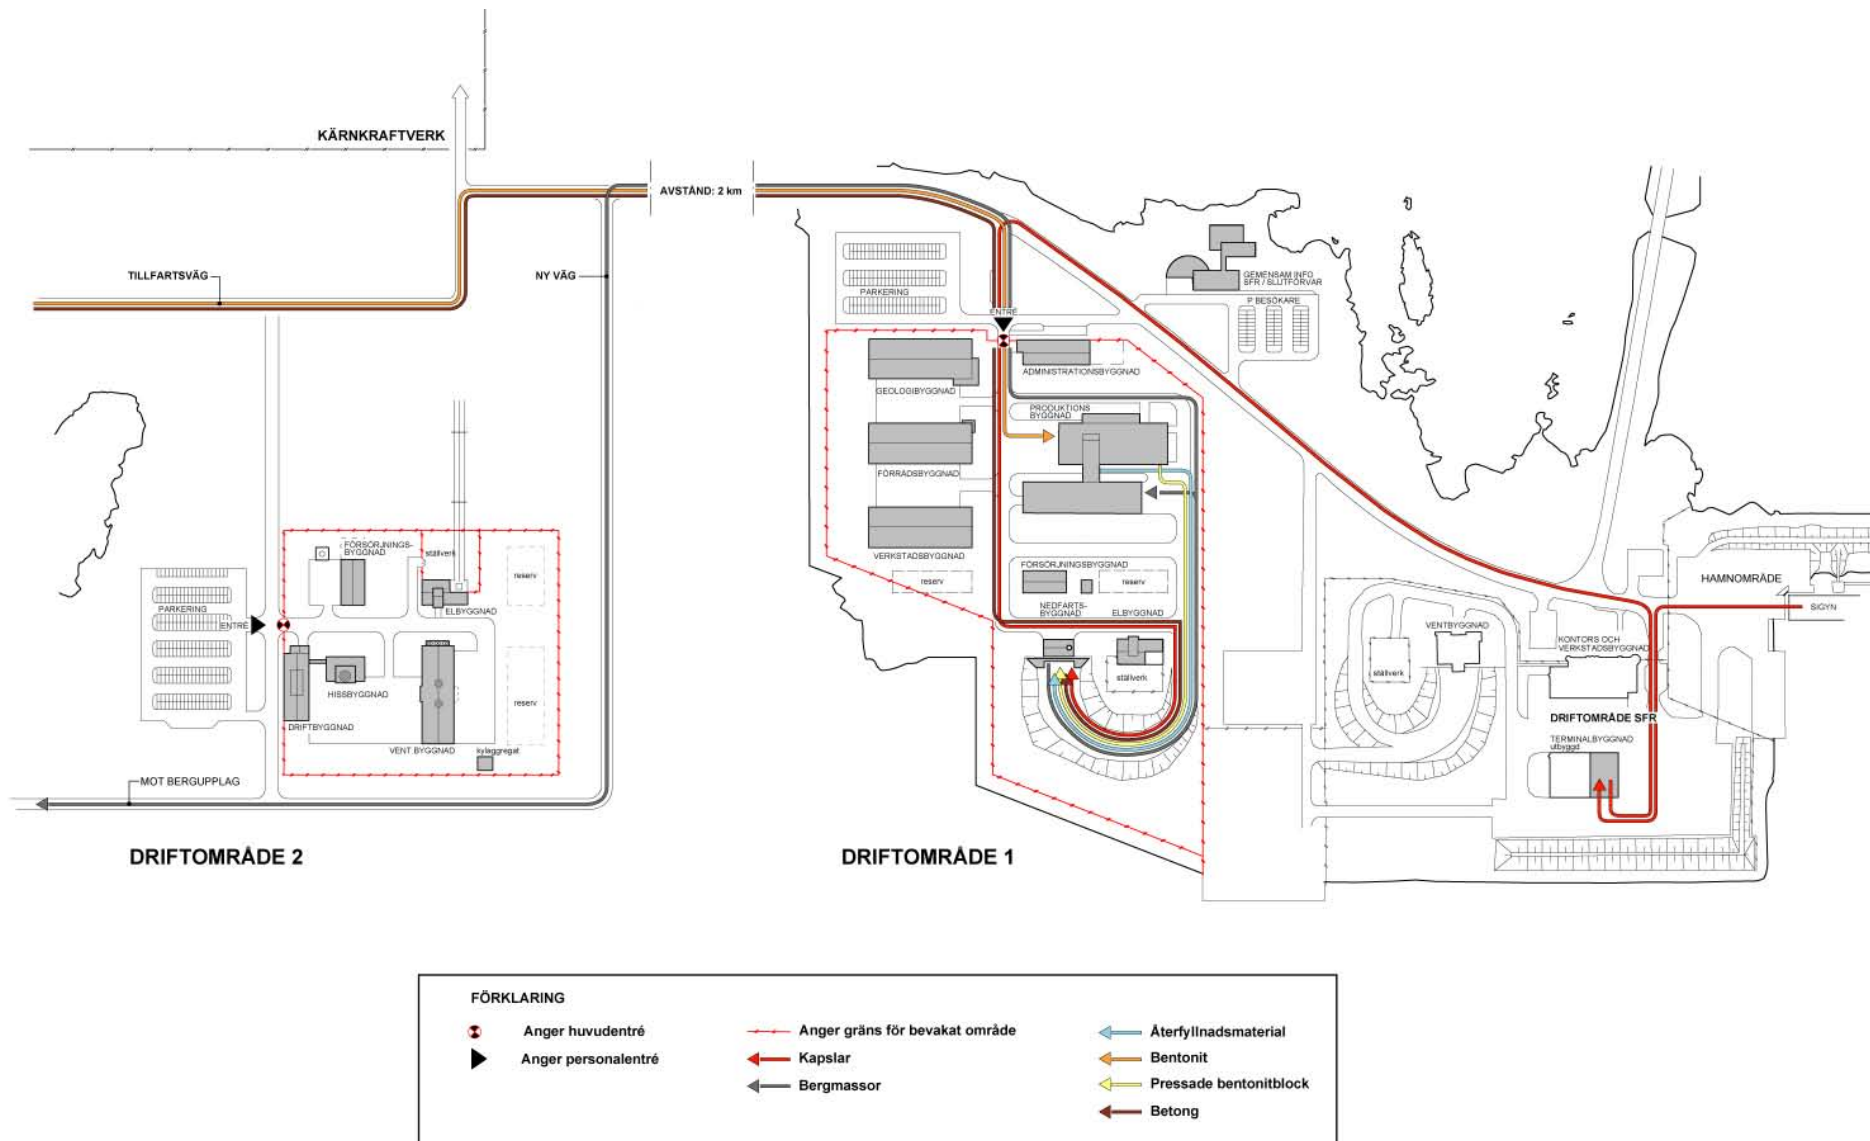 KÄRNKRAFTVERK
AVSTÅND: 2 km
TILLFARTSVÄG
NY VÄG
PARKERING
ENTRÉ
GEMENSAM INFO
SFR / SLUTFÖRVAR
P BESÖKARE
ADMINISTRATIONSBYGGNAD
GEOLOGIBYGGNAD
PRODUKTIONS
BYGGNAD
FÖRRÅDSBYGGNAD
VERKSTADSBYGGNAD
reserv
FÖRSÖRJNINGSBYGGNAD
reserv
NEDFARTS-
BYGGNAD
ELBYGGNAD
ställverk
FÖRSÖRJNINGS-
BYGGNAD
ställverk
reserv
ELBYGGNAD
PARKERING
ENTRÉ
HISSBYGGNAD
DRIFTBYGGNAD
VENT.BYGGNAD
reserv
kylaggregat
MOT BERGUPPLAG
HAMNOMRÅDE
SIGYN
VENTBYGGNAD
KONTORS OCH
VERKSTADSBYGGNAD
ställverk
DRIFTOMRÅDE SFR
TERMINALBYGGNAD
utbyggd
DRIFTOMRÅDE 2
DRIFTOMRÅDE 1
FÖRKLARING
Anger huvudentré
Anger personalentré
Anger gräns för bevakat område
Kapslar
Bergmassor
Återfyllnadsmaterial
Bentonit
Pressade bentonitblock
Betong